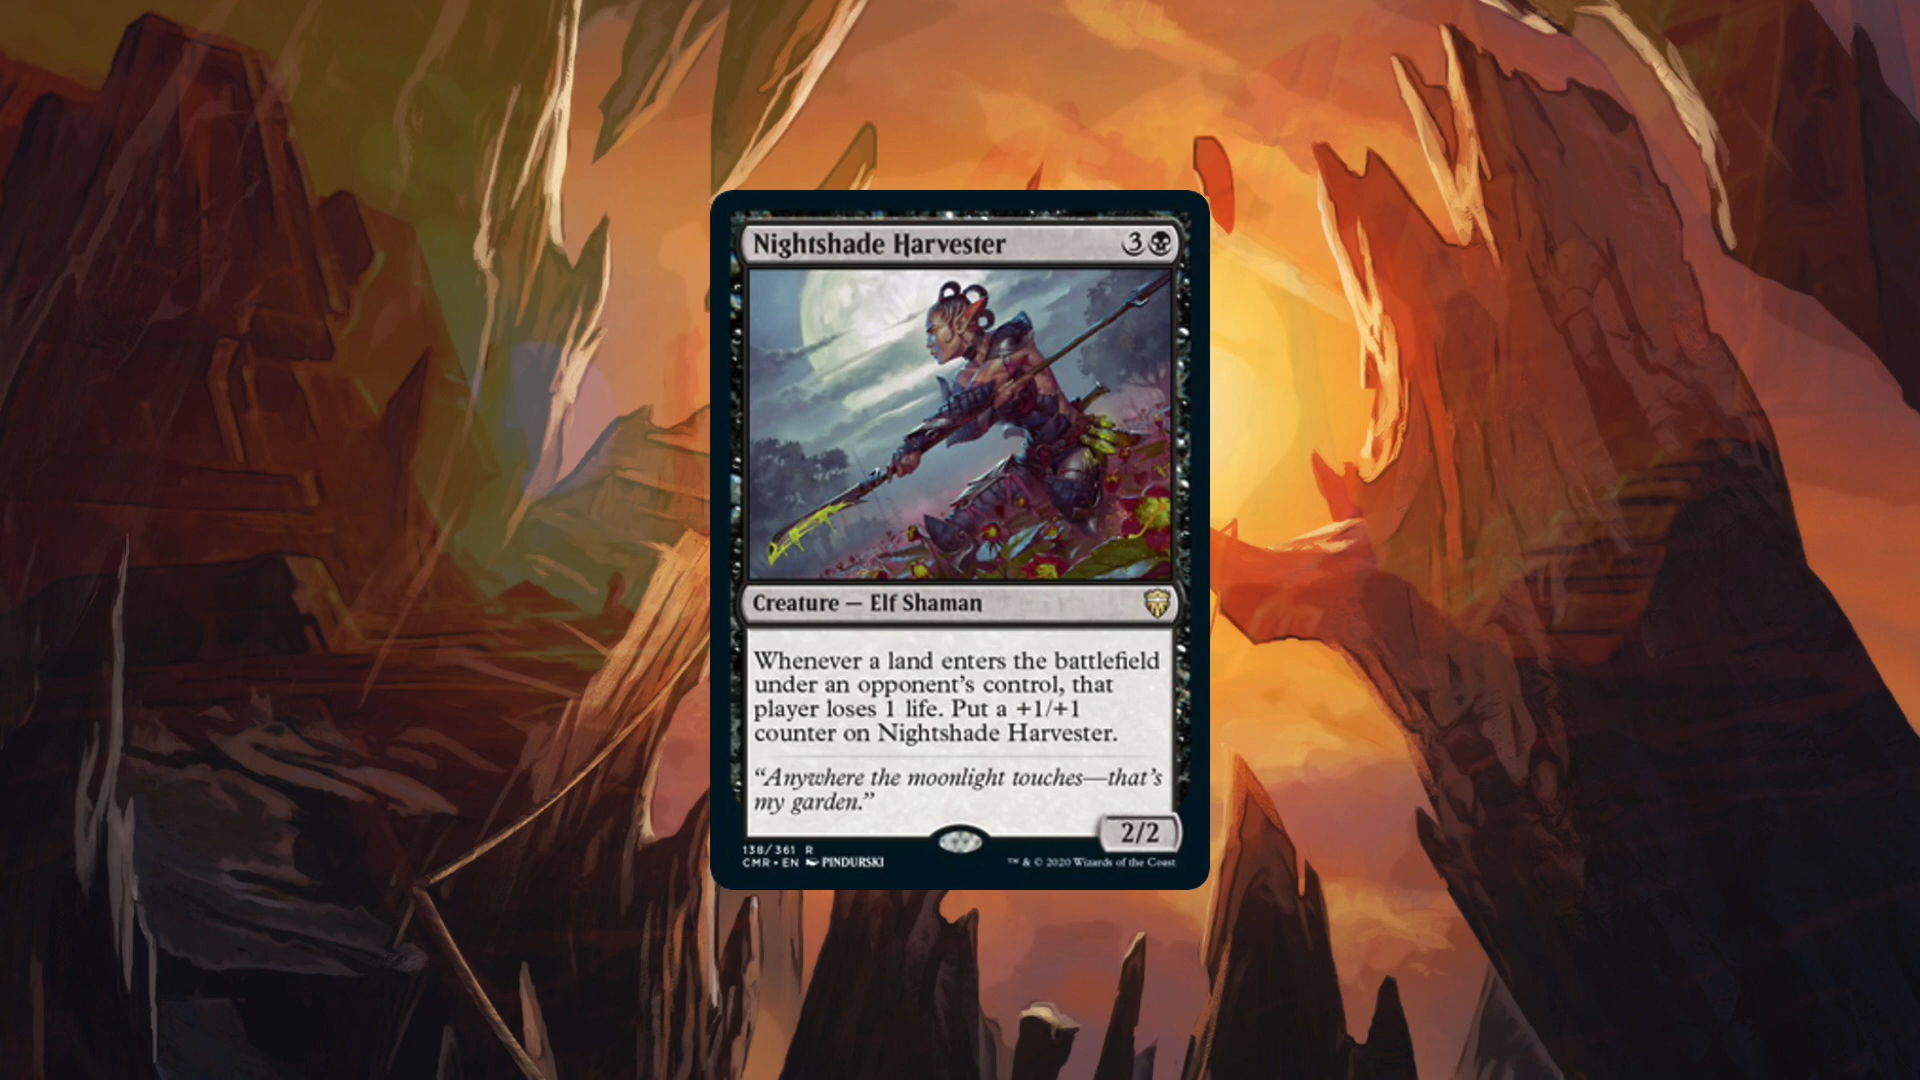 Nightshade Harvester 3
Creature — Elf Shaman
Whenever a land enters the battlefield
under an opponent's control, that
player loses 1 life. Put a +1/+1
counter on Nightshade Harvester.
“Anywhere the moonlight touches—that's
my garden.”
2/2
138/361 R
CMR • EN PINDURSKI
™ & © 2020 Wizards of the Coast